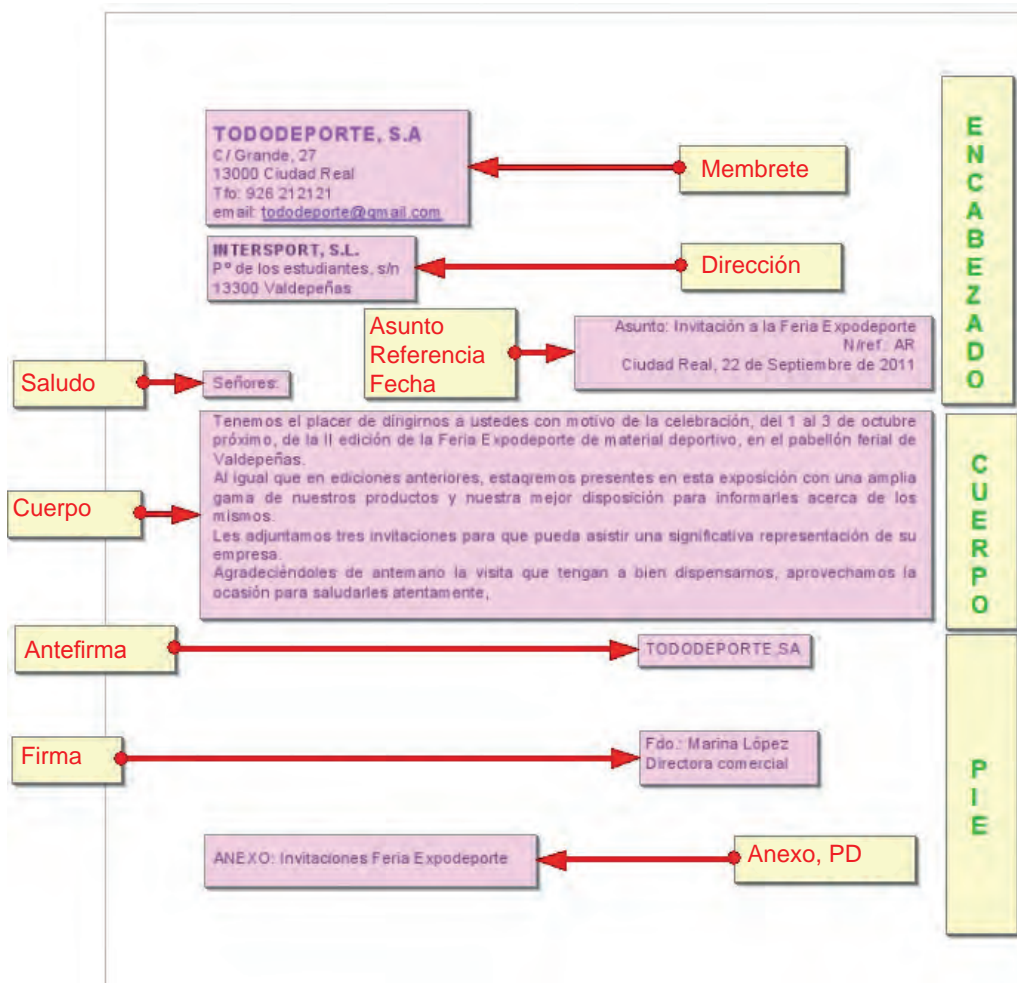 TODODEPORTE, S.A
C/ Grande, 27
13000 Ciudad Real
Tfo: 926 212121
email: tododeporte@gmail.com
Membrete
INTERSPORT, S.L.
Pº de los estudiantes, s/n
13300 Valdepeñas
Dirección
Asunto
Referencia
Fecha
Asunto: Invitación a la Feria Expodeporte
N/ref.: AR
Ciudad Real, 22 de Septiembre de 2011
Saludo
Señores:
ENCABEZADO
Cuerpo
Tenemos el placer de dirigirnos a ustedes con motivo de la celebración, del 1 al 3 de octubre
próximo, de la II edición de la Feria Expodeporte de material deportivo, en el pabellón ferial de
Valdepeñas.
Al igual que en ediciones anteriores, estaqremos presentes en esta exposición con una amplia
gama de nuestros productos y nuestra mejor disposición para informarles acerca de los
mismos.
Les adjuntamos tres invitaciones para que pueda asistir una significativa representación de su
empresa.
Agradeciéndoles de antemano la visita que tengan a bien dispensarnos, aprovechamos la
ocasión para saludarles atentamente,
CUERPO
Antefirma
TODODEPORTE SA
Firma
Fdo.: Marina López
Directora comercial
ANEXO: Invitaciones Feria Expodeporte
Anexo, PD
PIE